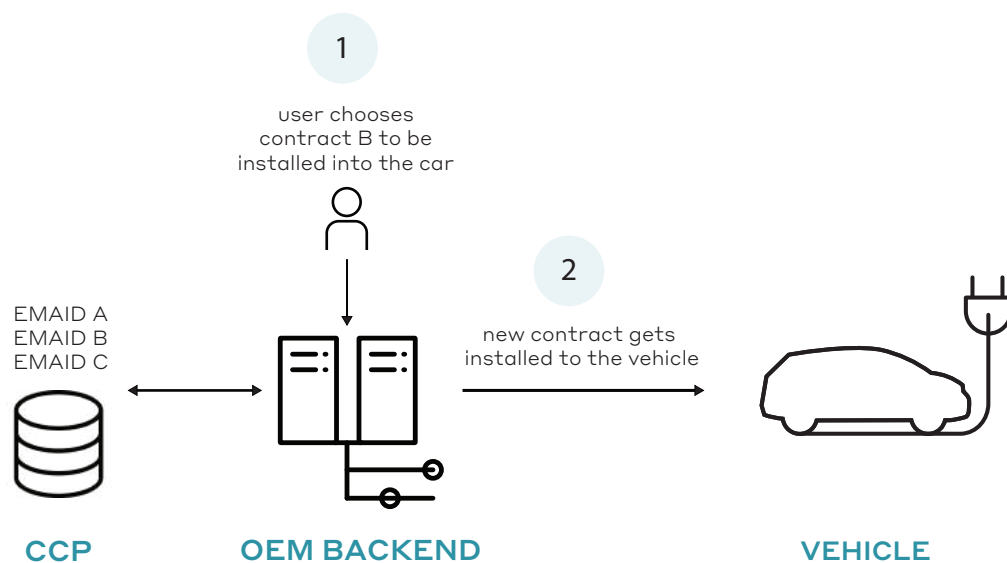 1
user chooses
contract B to be
installed into the car
2
new contract gets
installed to the vehicle
EMAID A
EMAID B
EMAID C
CCP
OEM BACKEND
VEHICLE